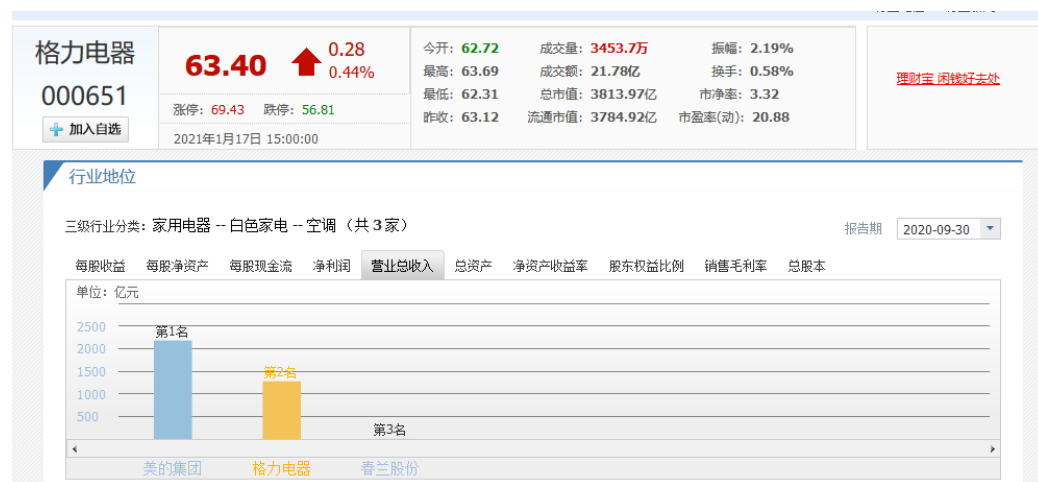 格力电器
000651
加入自选
63.40
0.28
0.44%
涨停：69.43 跌停：56.81
2021年1月17日 15:00:00
今开：62.72 成交量：3453.7万 振幅：2.19%
最高：63.69 成交额：21.78亿 换手：0.58%
最低：62.31 总市值：3813.97亿 市净率：3.32
昨收：63.12 流通市值：3784.92亿 市盈率(动)：20.88
理财宝 闲钱好去处
行业地位
三级行业分类：家用电器 -- 白色家电 -- 空调 （共 3 家）
报告期 2020-09-30
每股收益 每股净资产 每股现金流 净利润 营业总收入 总资产 净资产收益率 股东权益比例 销售毛利率 总股本
单位：亿元
2500
第1名
2000
1500
第2名
1000
500
第3名
美的集团 格力电器 春兰股份